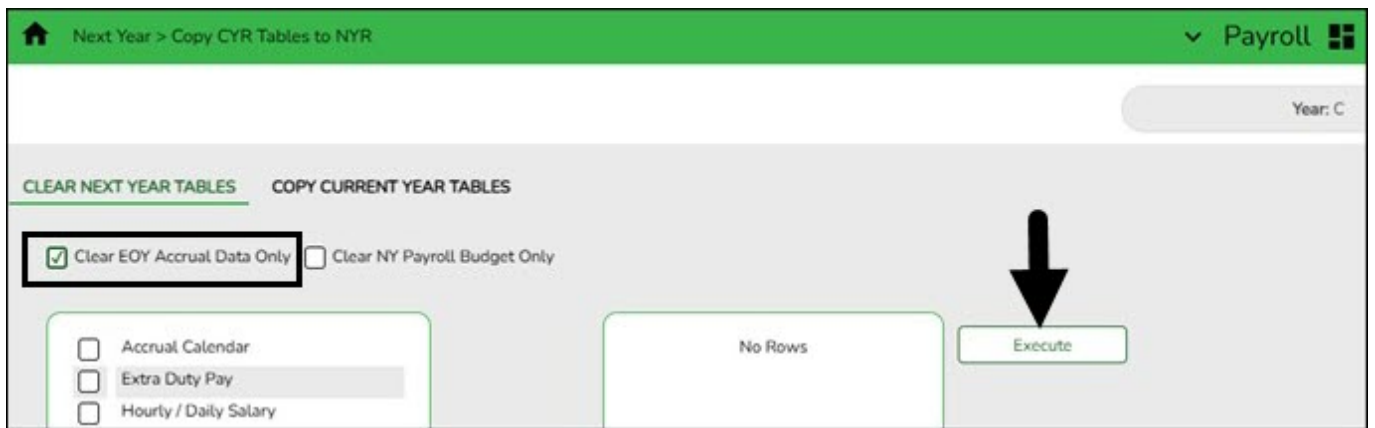 Next Year > Copy CYR Tables to NYR
Payroll
Year: C
CLEAR NEXT YEAR TABLES COPY CURRENT YEAR TABLES
Clear EOY Accrual Data Only Clear NY Payroll Budget Only
Accrual Calendar
Extra Duty Pay
Hourly / Daily Salary
No Rows
Execute